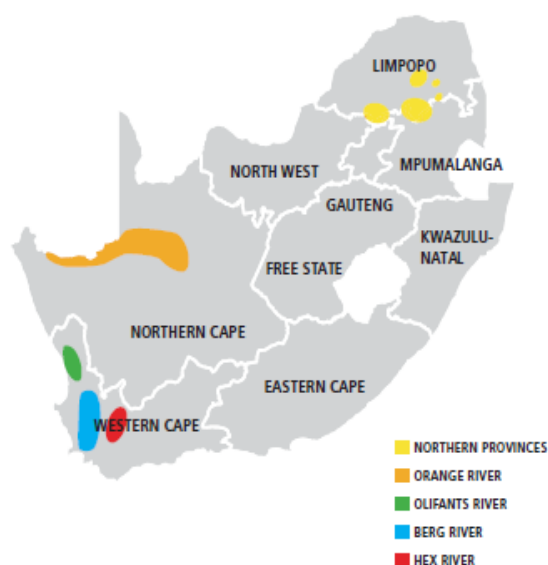 LIMPOPO
NORTH WEST
MPUMALANGA
GAUTENG
KWAZULU-
NATAL
FREE STATE
NORTHERN CAPE
EASTERN CAPE
WESTERN CAPE
NORTHERN PROVINCES
ORANGE RIVER
OLIFANTS RIVER
BERG RIVER
HEX RIVER